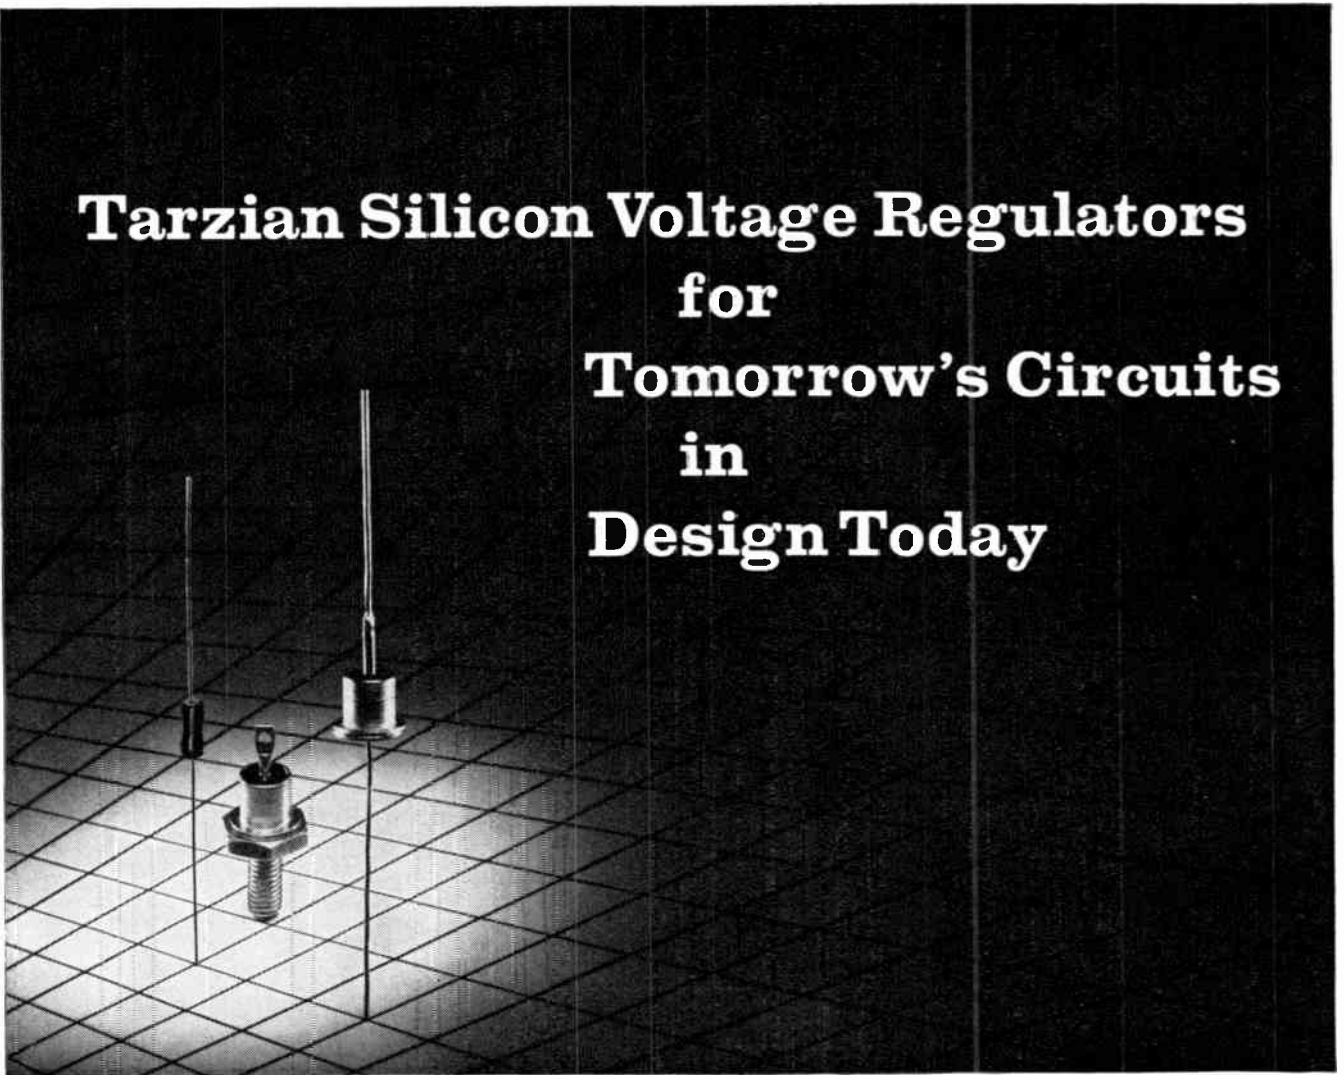 Tarzian Silicon Voltage Regulators
for
Tomorrow's Circuits
in
Design Today